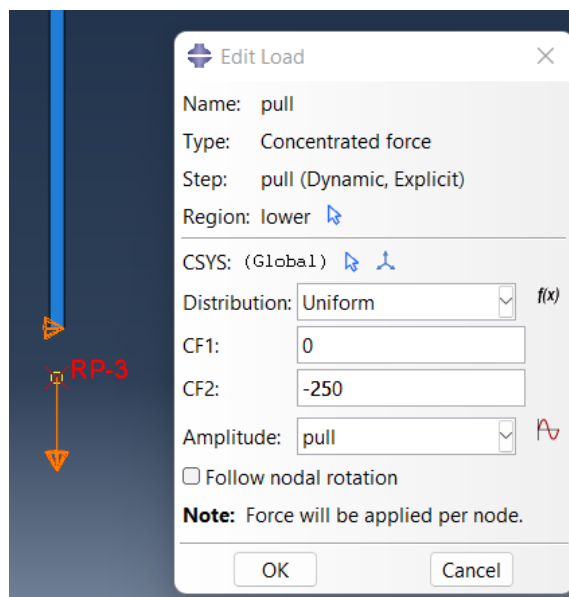 Edit Load
Name: pull
Type: Concentrated force
Step: pull (Dynamic, Explicit)
Region: lower
CSYS: (Global)
Distribution: Uniform f(x)
CF1: 0
RP-3
CF2: -250
Amplitude: pull
Follow nodal rotation
Note: Force will be applied per node.
OK Cancel